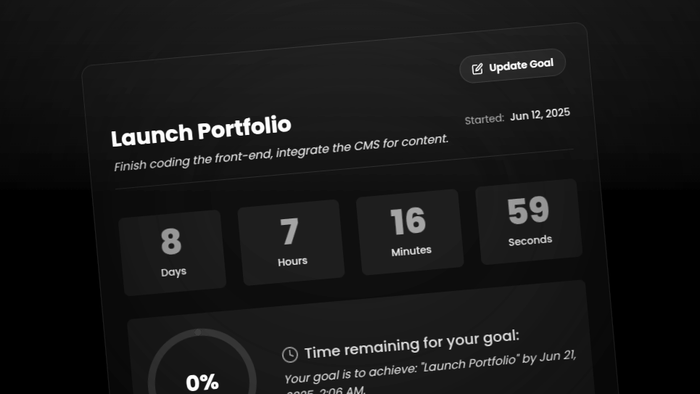 Update Goal
Launch Portfolio
Started: Jun 12, 2025
Finish coding the front-end, integrate the CMS for content.
8
Days
7
Hours
16
Minutes
59
Seconds
0%
Time remaining for your goal:
Your goal is to achieve: "Launch Portfolio" by Jun 21,
2025, 2:06 AM.